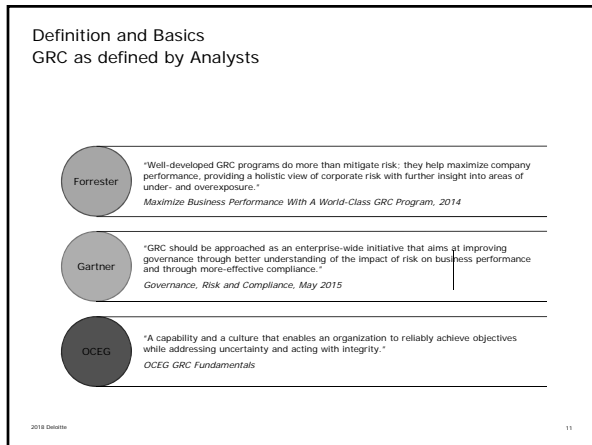 Definition and Basics
GRC as defined by Analysts
Forrester
“Well-developed GRC programs do more than mitigate risk; they help maximize company
performance, providing a holistic view of corporate risk with further insight into areas of
under- and overexposure.”
Maximize Business Performance With A World-Class GRC Program, 2014
Gartner
“GRC should be approached as an enterprise-wide initiative that aims at improving
governance through better understanding of the impact of risk on business performance
and through more-effective compliance.”
Governance, Risk and Compliance, May 2015
OCEG
“A capability and a culture that enables an organization to reliably achieve objectives
while addressing uncertainty and acting with integrity.”
OCEG GRC Fundamentals
2018 Deloitte
11